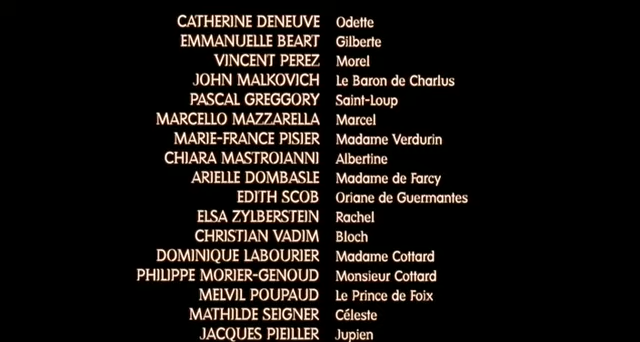 CATHERINE DENEUVE Odette
EMMANUELLE BEART Gilberte
VINCENT PEREZ Morel
JOHN MALKOVICH Le Baron de Charlus
PASCAL GREGGORY Saint-Loup
MARCELLO MAZZARELLA Marcel
MARIE-FRANCE PISIER Madame Verdurin
CHIARA MASTROIANNI Albertine
ARIELLE DOMBASLE Madame de Farcy
EDITH SCOB Oriane de Guermantes
ELSA ZYLBERSTEIN Rachel
CHRISTIAN VADIM Bloch
DOMINIQUE LABOURIER Madame Cottard
PHILIPPE MORIER-GENOUD Monsieur Cottard
MELVIL POUPAUD Le Prince de Foix
MATHILDE SEIGNER Céleste
JACQUES PIEILLER Jupien